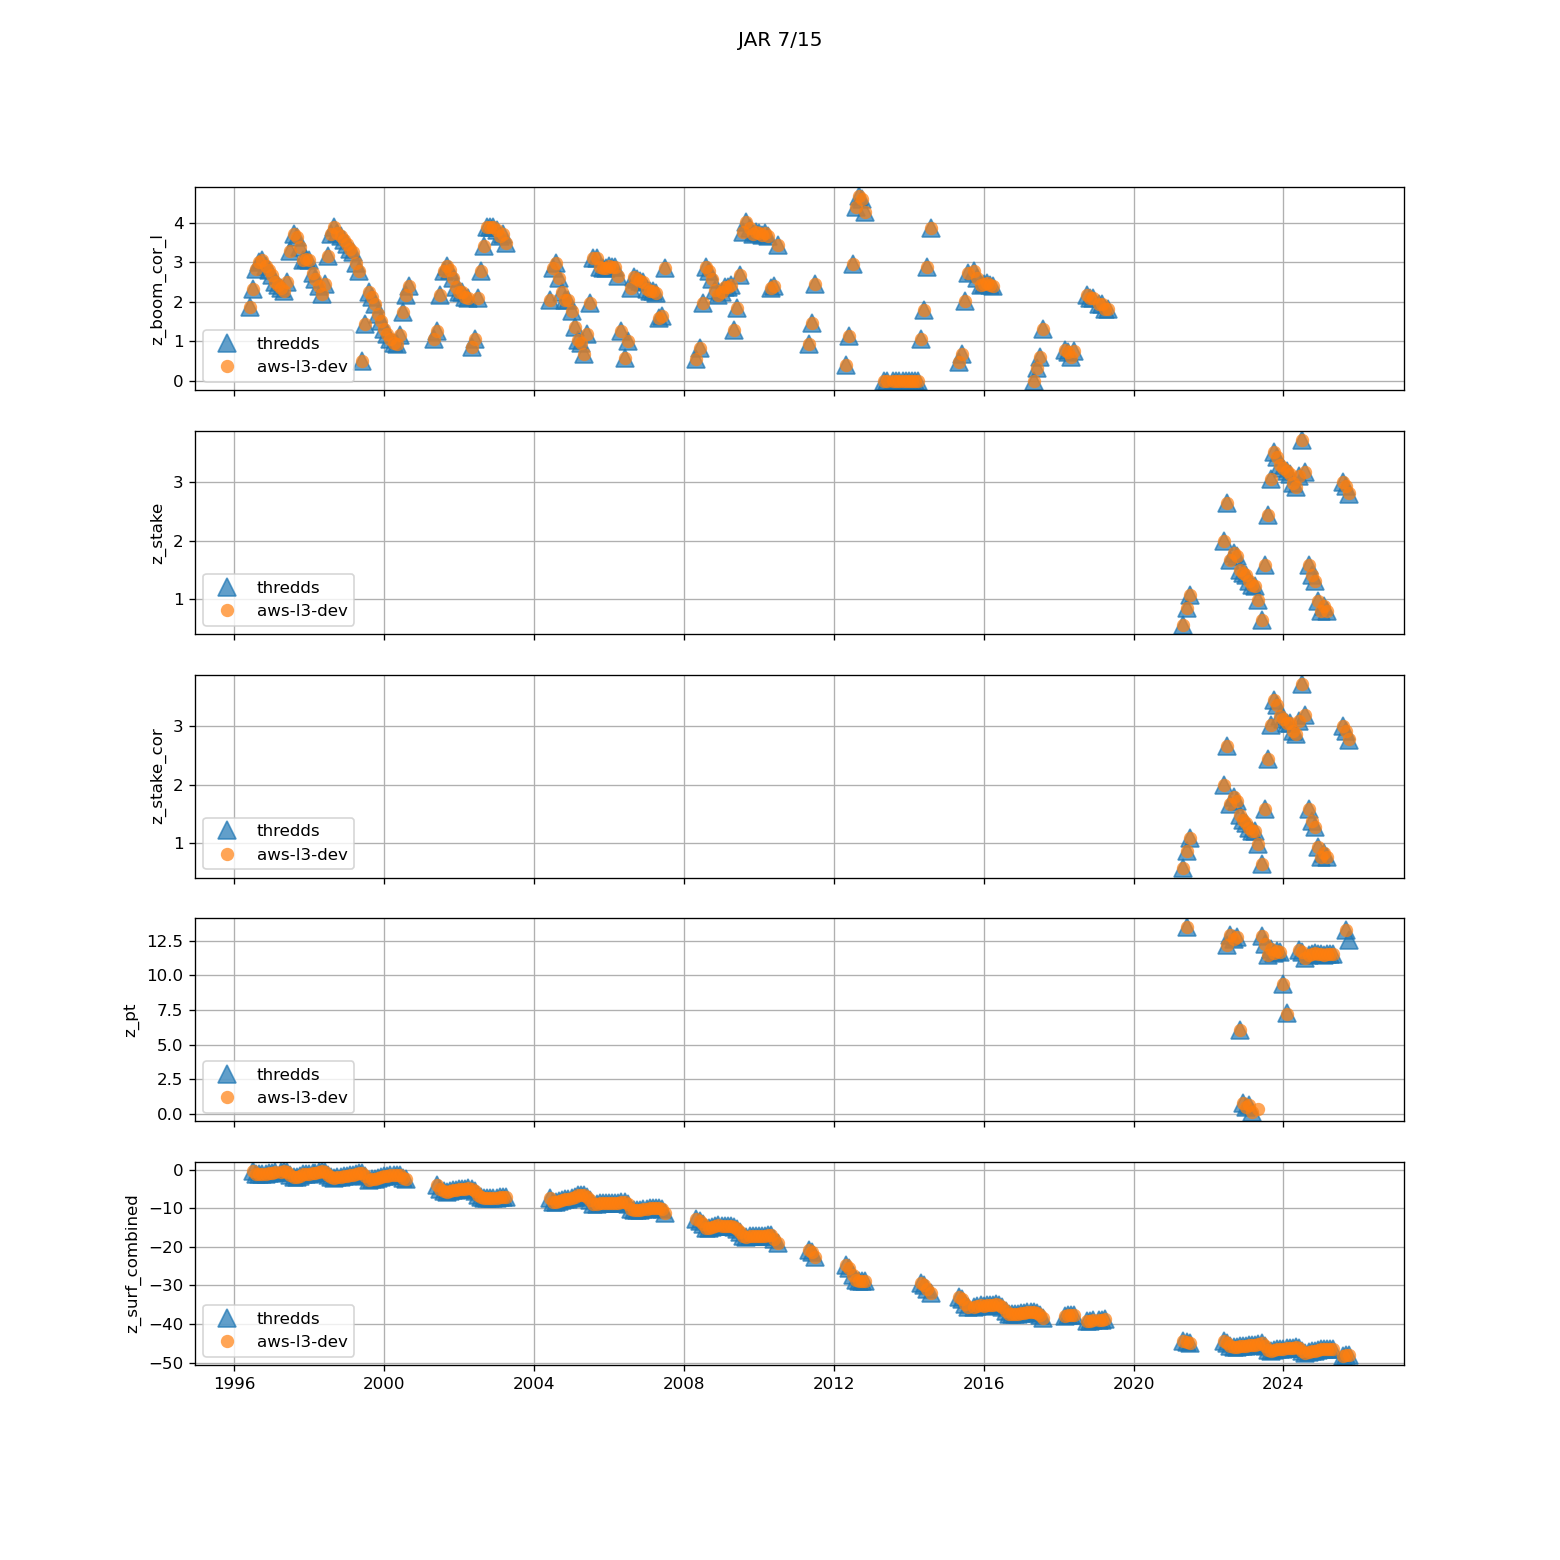 JAR 7/15
z_boom_cor_l
4
3
2
1
0
thredds
aws-l3-dev
z_stake
3
2
1
thredds
aws-l3-dev
z_stake_cor
3
2
1
thredds
aws-l3-dev
z_pt
12.5
10.0
7.5
5.0
2.5
0.0
thredds
aws-l3-dev
z_surf_combined
0
−10
−20
−30
−40
−50
thredds
aws-l3-dev
1996 2000 2004 2008 2012 2016 2020 2024